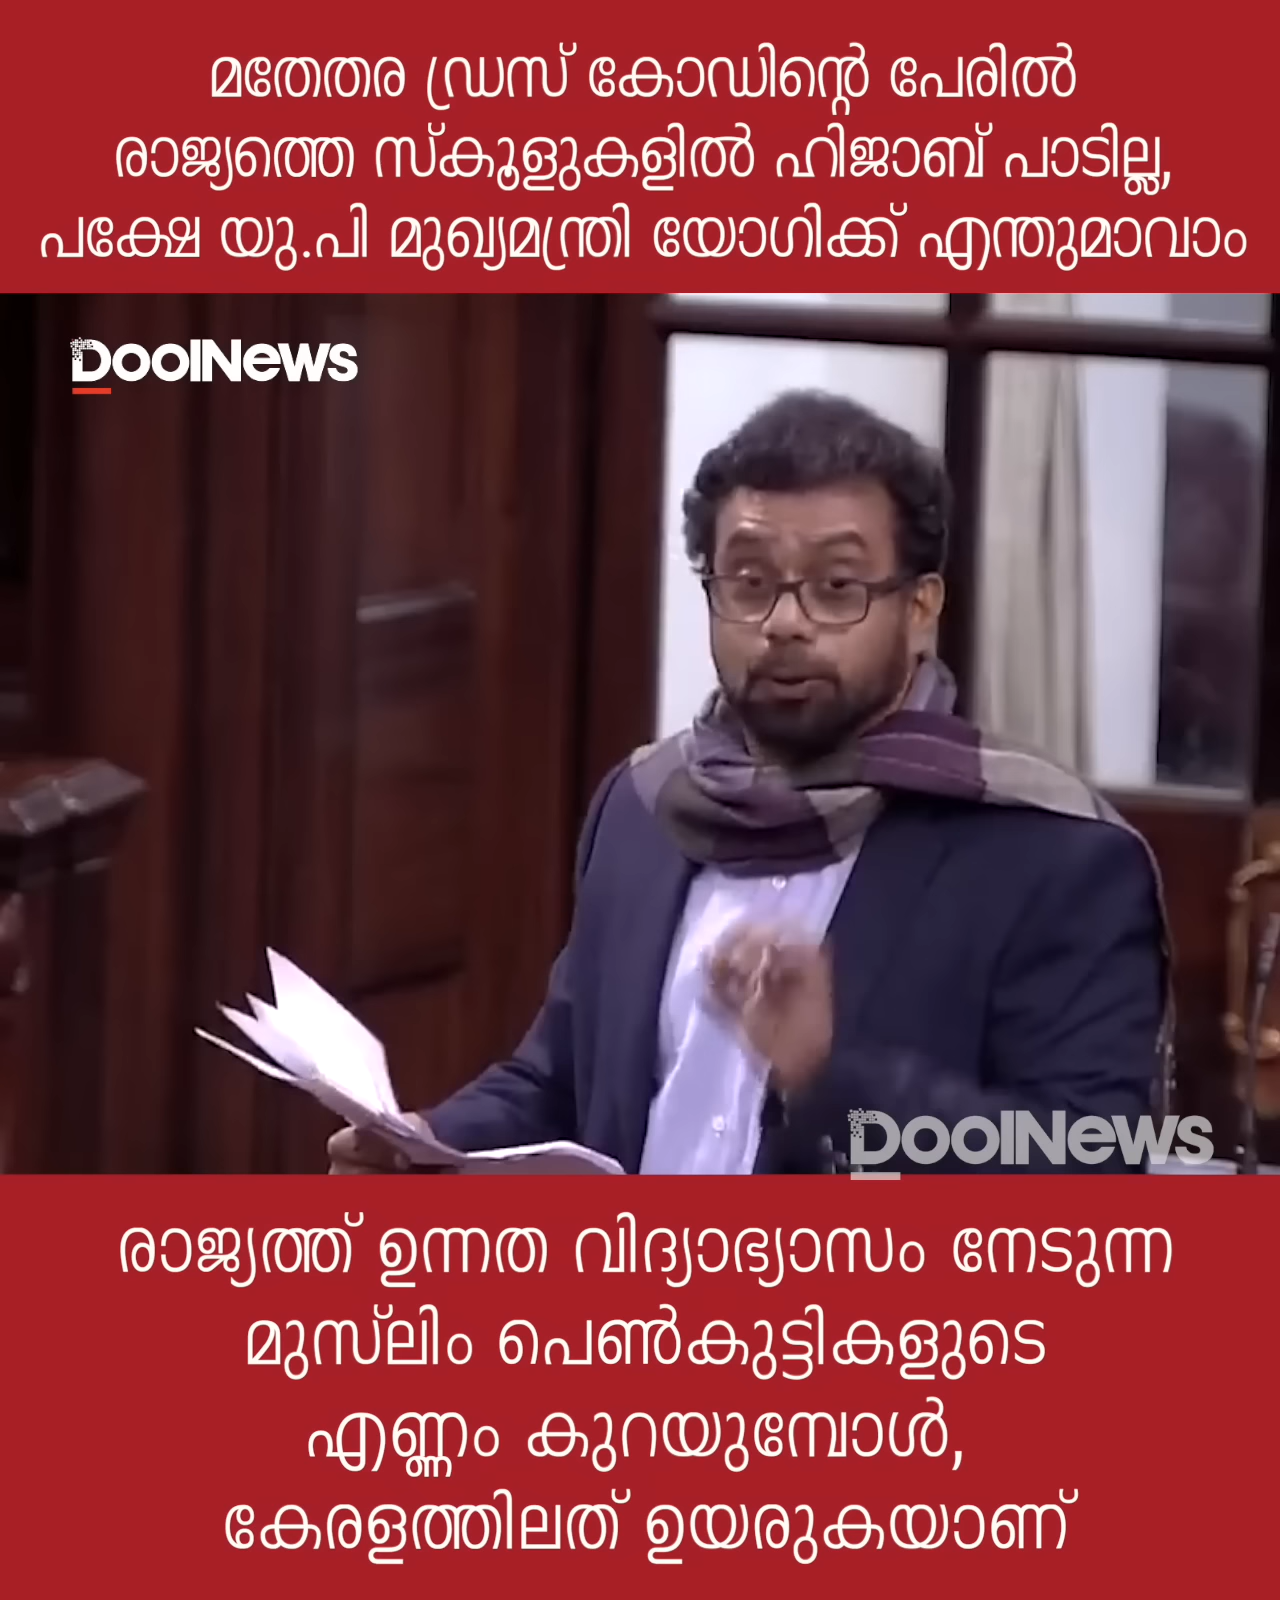 മതേതര ഡ്രസ് കോഡിന്റെ പേരിൽ
രാജ്യത്തെ സ്കൂളുകളിൽ ഹിജാബ് പാടില്ല,
പക്ഷേ യു.പി മുഖ്യമന്ത്രി യോഗിക്ക് എന്തുമാവാം
DoolNews
DoolNews
രാജ്യത്ത് ഉന്നത വിദ്യാഭ്യാസം നേടുന്ന
മുസ്‌ലിം പെൺകുട്ടികളുടെ
എണ്ണം കുറയുമ്പോൾ,
കേരളത്തിലത് ഉയരുകയാണ്